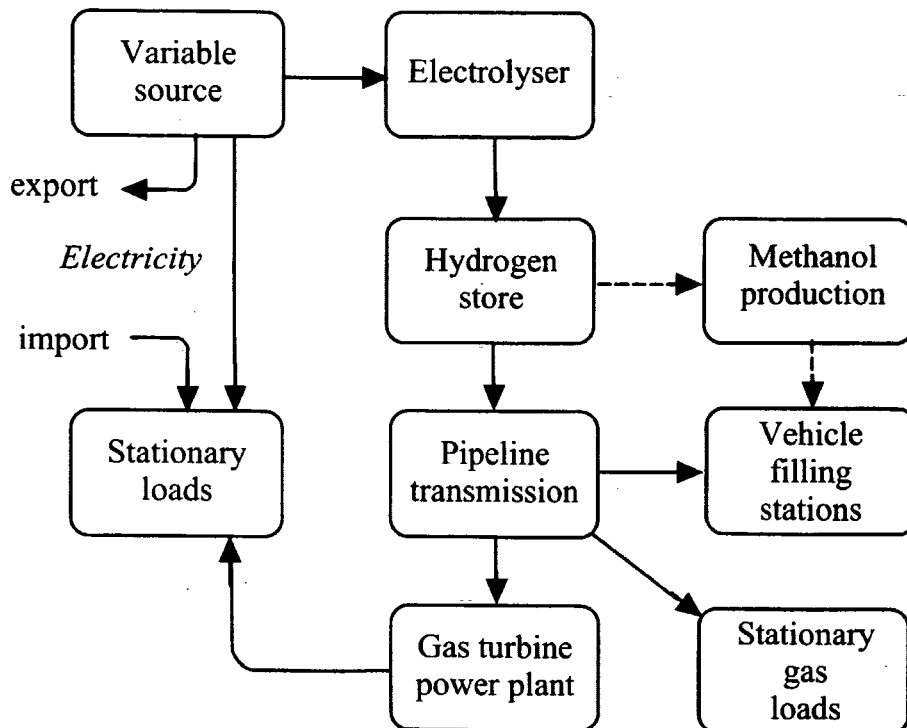 Variable
source
Electrolyser
export
Electricity
Hydrogen
store
Methanol
production
import
Stationary
loads
Pipeline
transmission
Vehicle
filling
stations
Gas turbine
power plant
Stationary
gas
loads